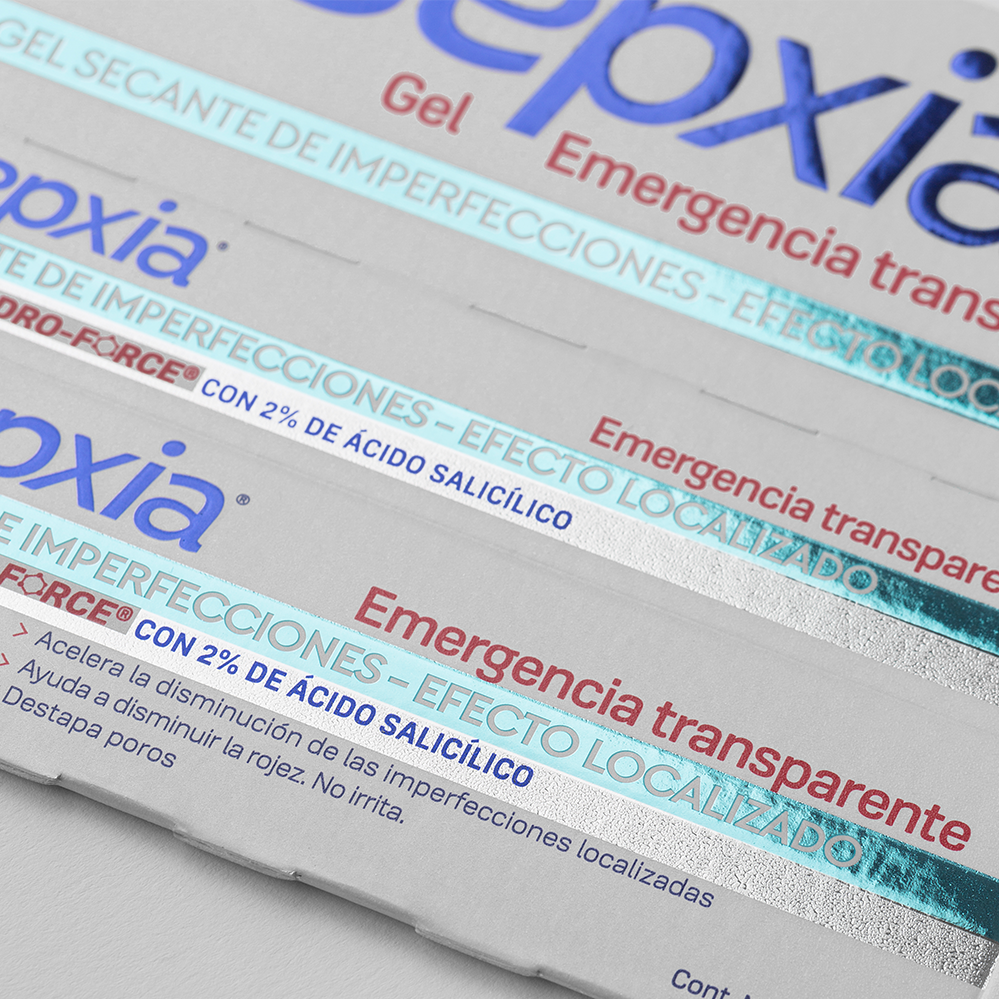 epxia
Gel Emergencia trans
GEL SECANTE DE IMPERFECCIONES - EFECTO LOC
epxia®
Emergencia transpare
TE DE IMPERFECCIONES - EFECTO LOCALIZADO
DRO-FORCE® CON 2% DE ÁCIDO SALICÍLICO
pxia®
Emergencia transparente
E IMPERFECCIONES - EFECTO LOCALIZADO
FORCE® CON 2% DE ÁCIDO SALICÍLICO
> Acelera la disminución de las imperfecciones localizadas
> Ayuda a disminuir la rojez. No irrita.
Destapa poros
Cont.